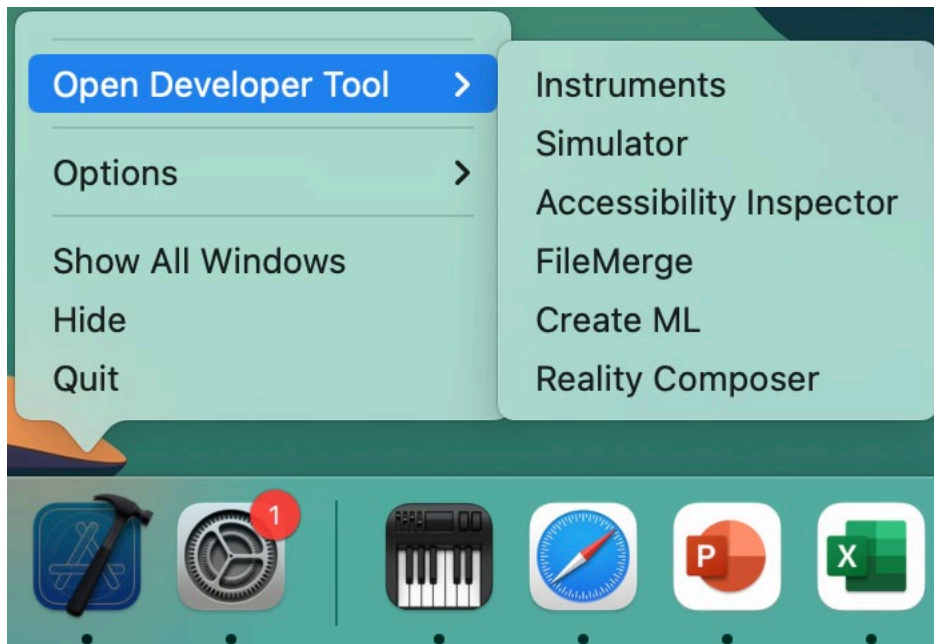 Open Developer Tool
Options
Show All Windows
Hide
Quit
Instruments
Simulator
Accessibility Inspector
FileMerge
Create ML
Reality Composer
1
P
X